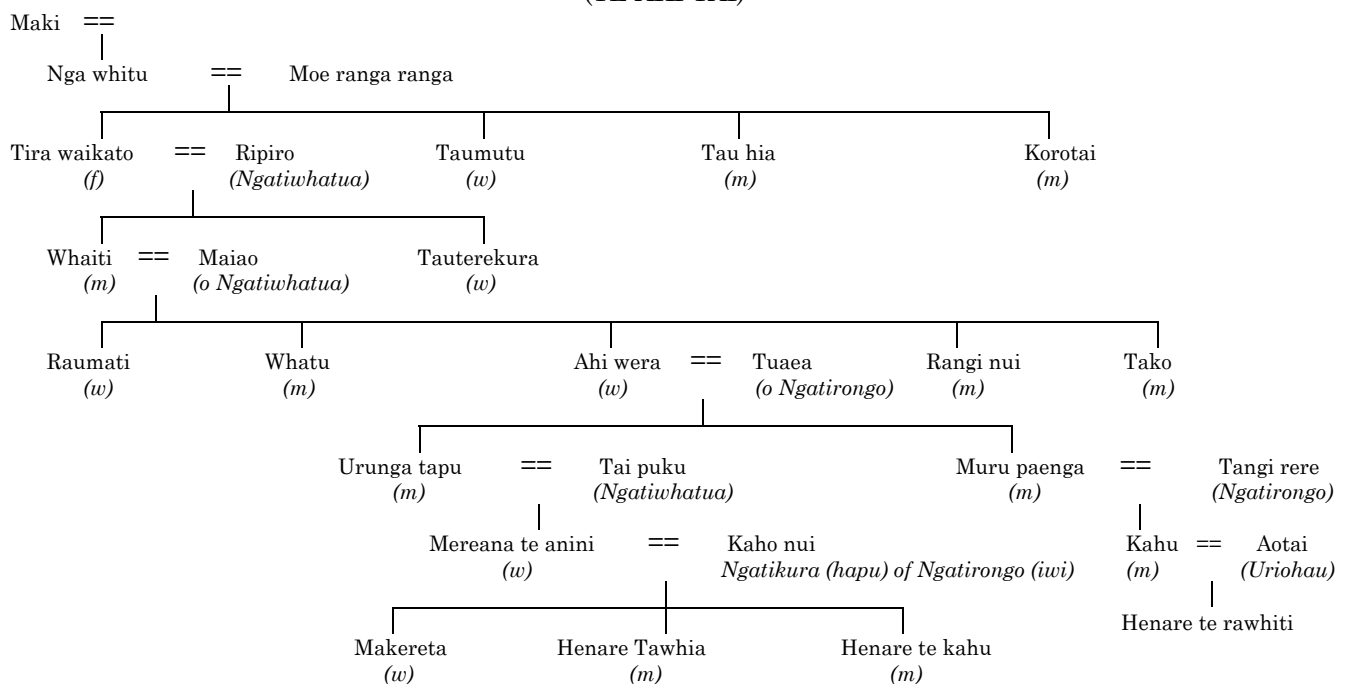 Maki ==
Nga whitu == Moe ranga ranga
Tira waikato == Ripiro Taumutu Tau hia Korotai
(f) (Ngatiwhatua) (w) (m) (m)
Whaiti == Maiao Tauterekura
(m) (o Ngatiwhatua) (w)
Raumati Whatu Ahi wera == Tuaea Rangi nui Tako
(w) (m) (w) (o Ngatirongo) (m) (m)
Urunga tapu == Tai puku Muru paenga == Tangi rere
(m) (Ngatiwhatua) (m) (Ngatirongo)
Mereana te anini == Kaho nui Kahu == Aotai
(w) Ngatikura (hapu) of Ngatirongo (iwi) (m) (Uriohau)
Henare te rawhiti
Makereta Henare Tawhia Henare te kahu
(w) (m) (m)